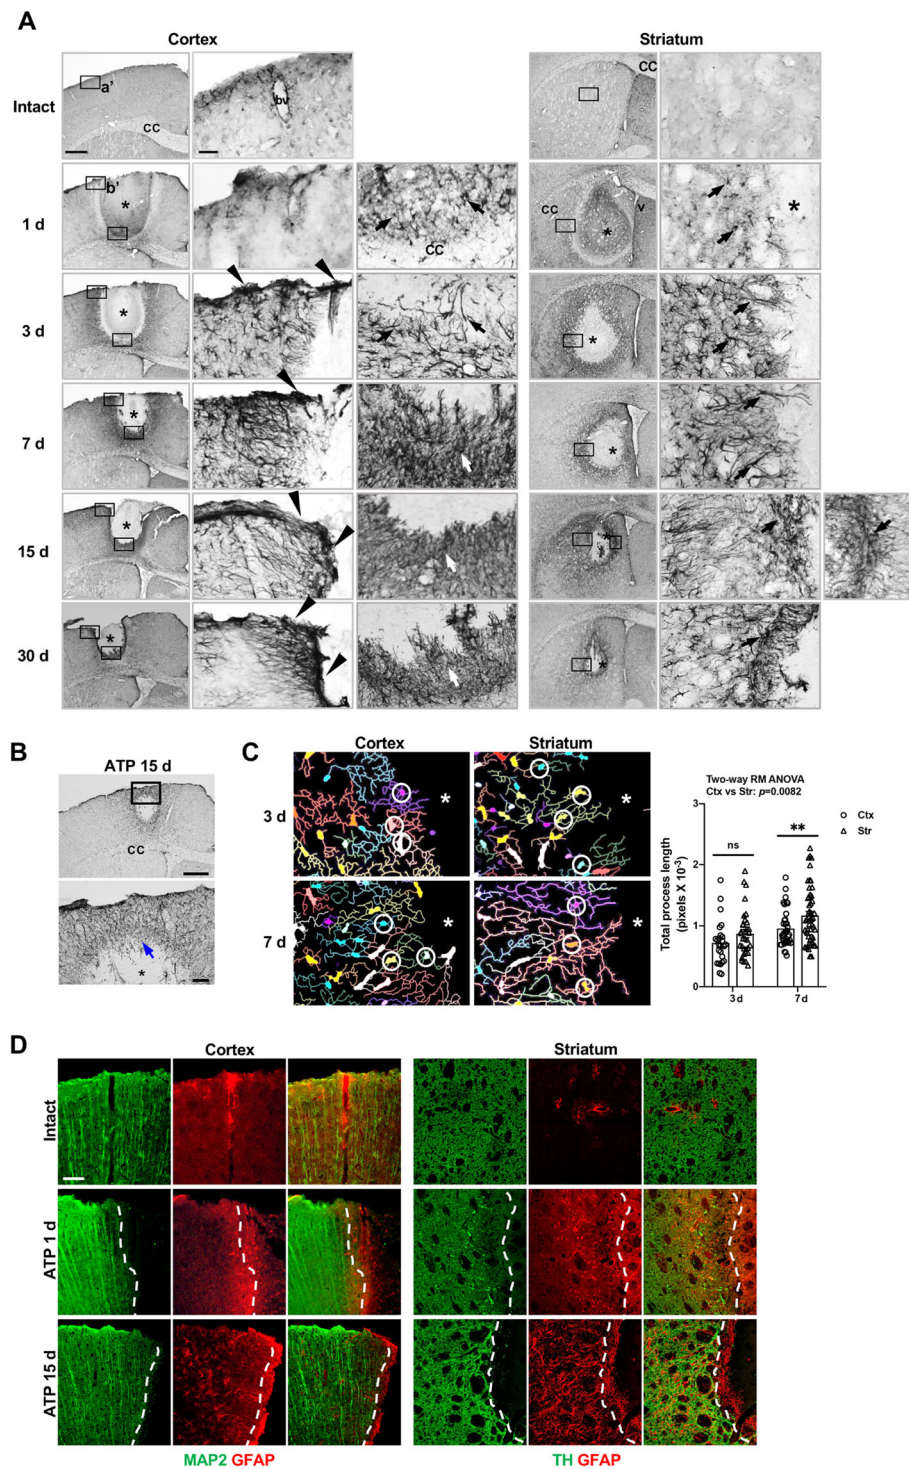 A
Cortex
Striatum
Intact
a'
cc
bv
CC
1 d
b'
*
CC
CC
*
V
*
3 d
*
*
7 d
*
*
15 d
*
*
30 d
*
*
B
ATP 15 d
CC
*
C
Cortex
Striatum
3 d
*
*
7 d
*
*
Two-way RM ANOVA
Ctx vs Str: p=0.0082
Ctx
Str
ns
**
Total process length
(pixels X 10⁻³)
3
2
1
0
3 d
7 d
D
Cortex
Striatum
Intact
ATP 1 d
ATP 15 d
MAP2 GFAP
TH GFAP